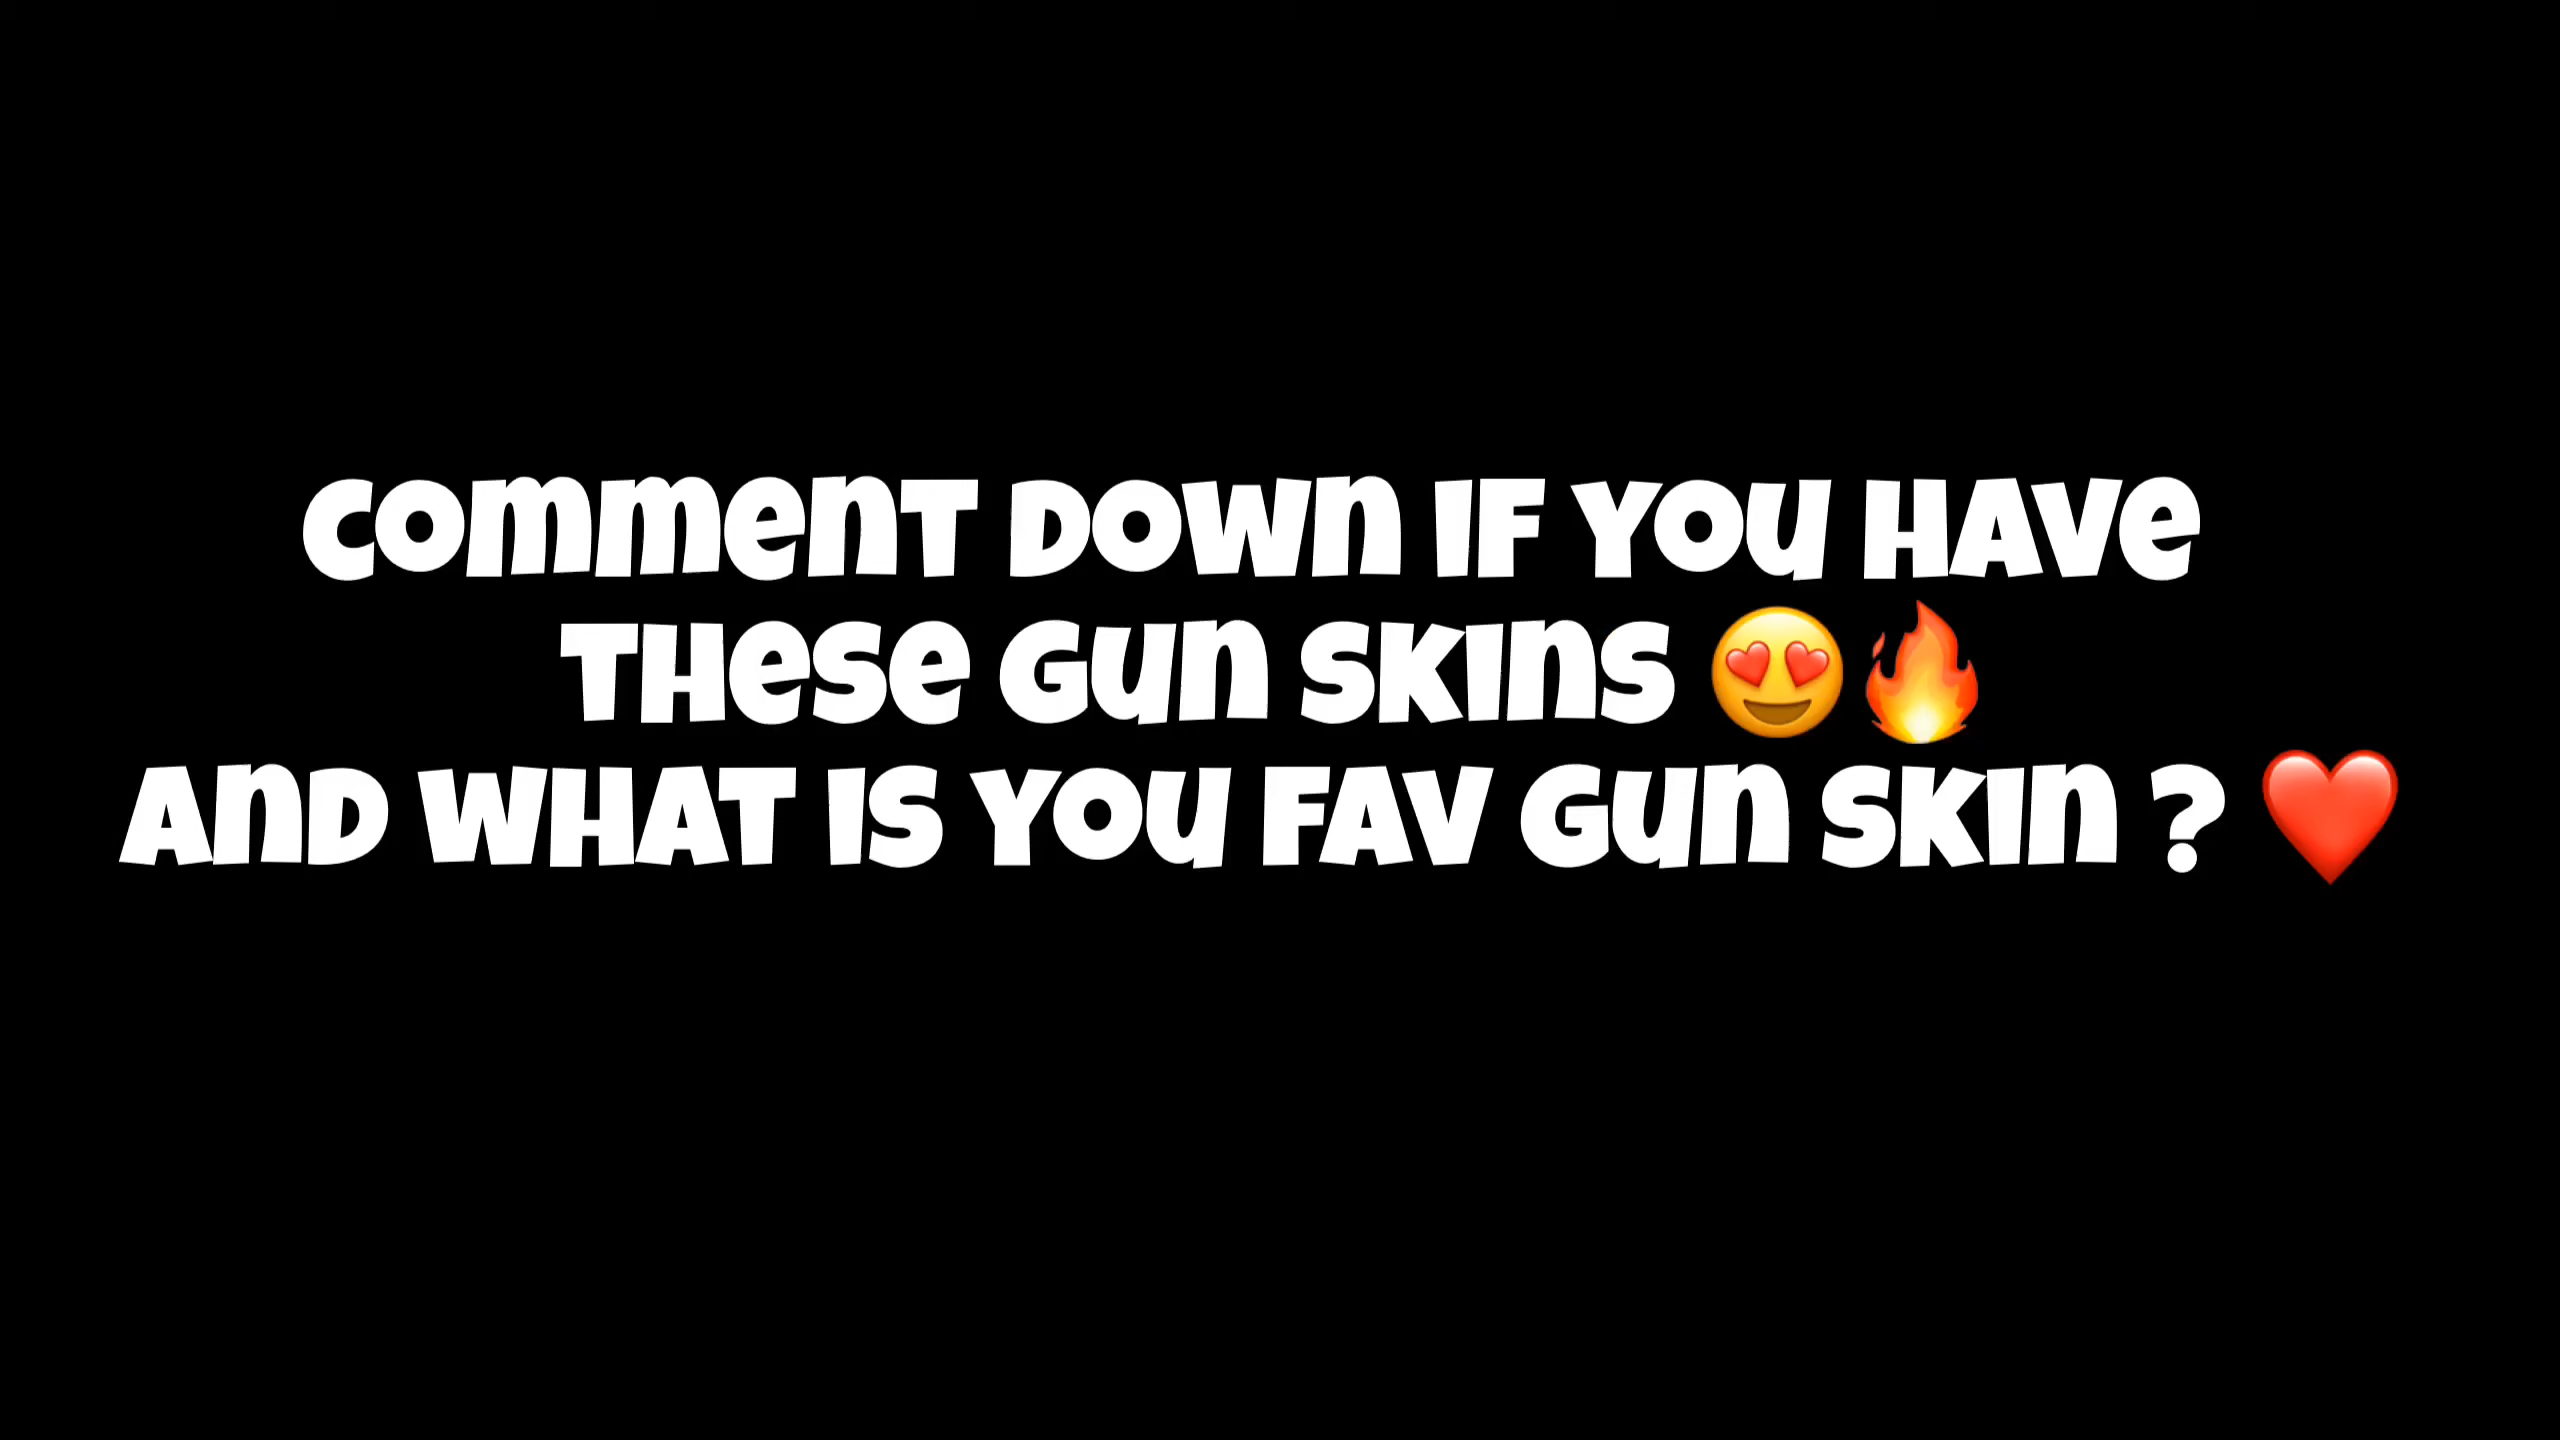 Comment down if you have
these gun skins 😍🔥
And what is you fav gun skin ? ❤️